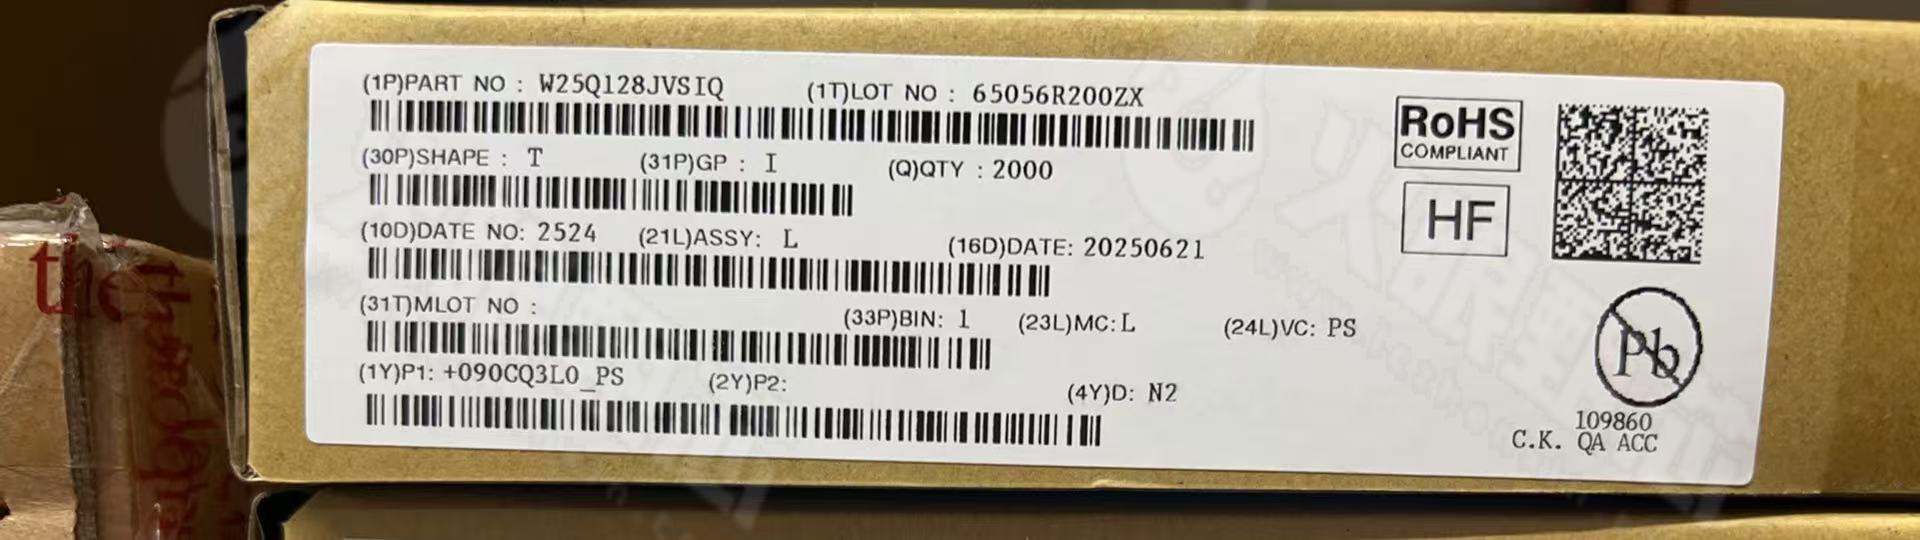 (1P)PART NO : W25Q128JVSIQ (1T)LOT NO : 65056R200ZX
(30P)SHAPE : T (31P)GP : I (Q)QTY : 2000
(10D)DATE NO: 2524 (21L)ASSY: L (16D)DATE: 20250621
(31T)MLOT NO :
(33P)BIN: 1 (23L)MC:L (24L)VC: PS
(1Y)P1: +090CQ3L0_PS (2Y)P2: (4Y)D: N2
RoHS
COMPLIANT
HF
Pb
109860
C.K. QA ACC
the